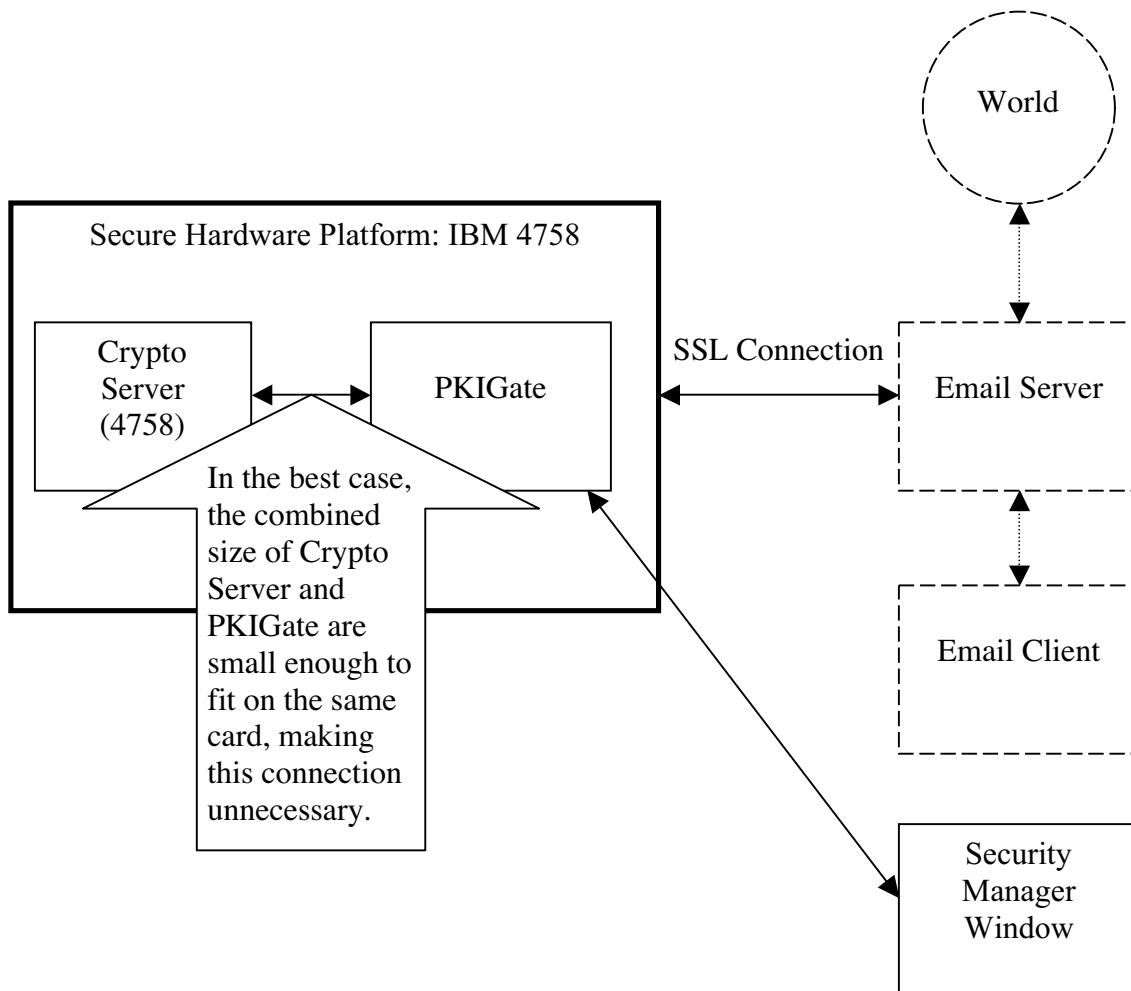 World
Secure Hardware Platform: IBM 4758
Crypto
Server
(4758)
PKIGate
SSL Connection
Email Server
In the best case,
the combined
size of Crypto
Server and
PKIGate are
small enough to
fit on the same
card, making
this connection
unnecessary.
Email Client
Security
Manager
Window